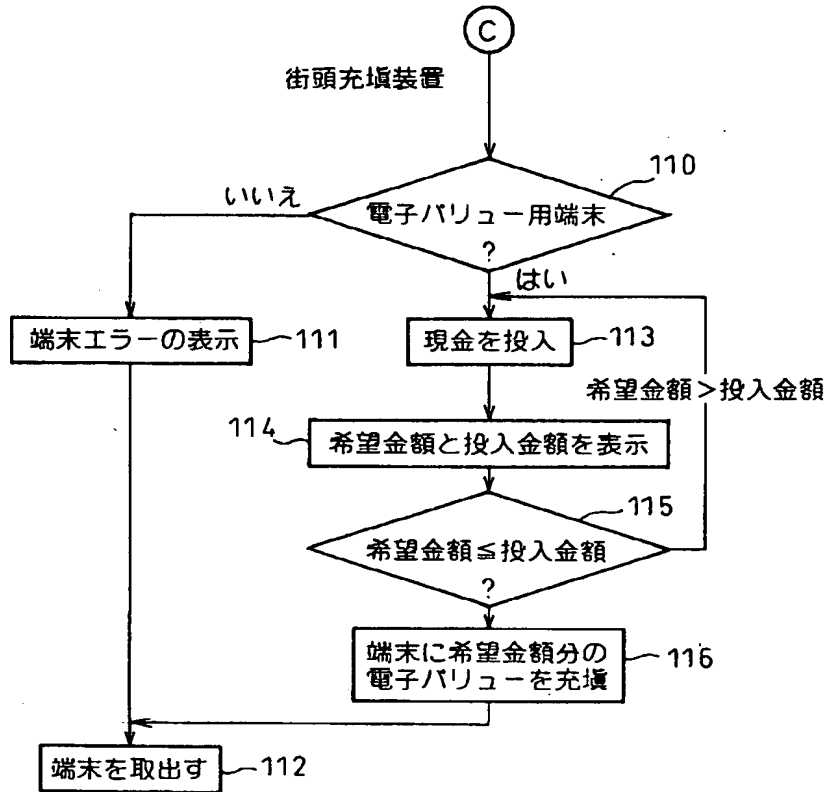 C
街頭充塡装置
110
いいえ
電子バリュー用端末
?
はい
端末エラーの表示
111
現金を投入
113
希望金額>投入金額
114
希望金額と投入金額を表示
115
希望金額≦投入金額
?
端末に希望金額分の
電子バリューを充塡
116
端末を取出す
112